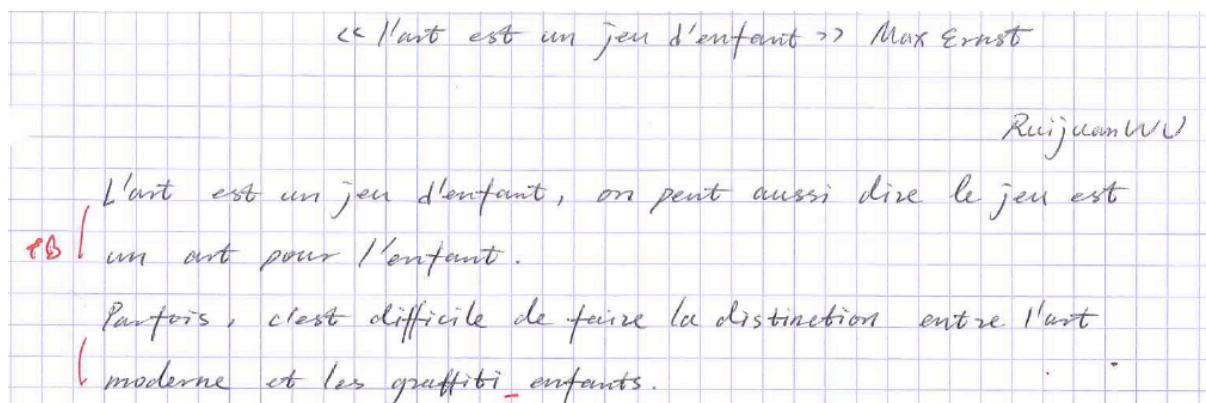 << l'art est un jeu d'enfant >> Max Ernst
Ruijuan WU
L'art est un jeu d'enfant, on peut aussi dire le jeu est
TB un art pour l'enfant.
Parfois, c'est difficile de faire la distinction entre l'art
moderne et les graffiti enfants.